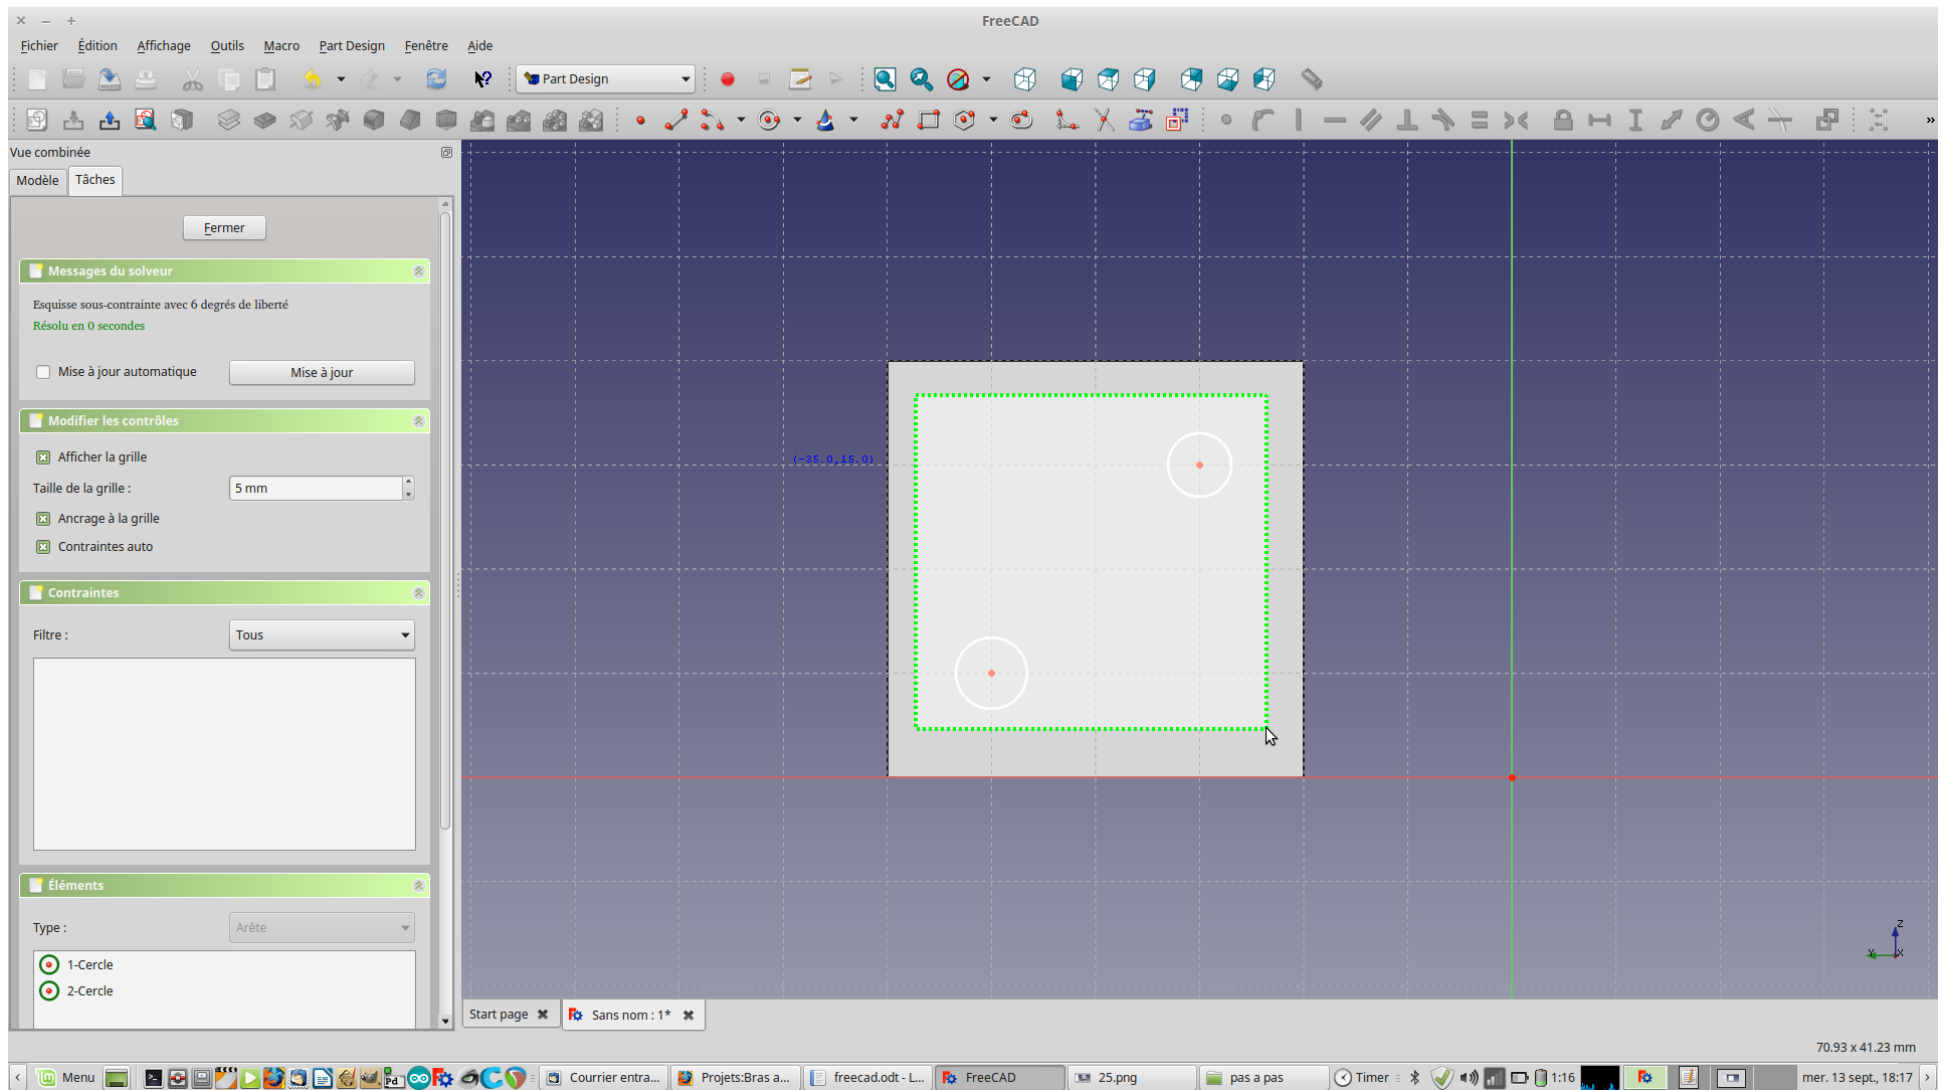 FreeCAD
Fichier Édition Affichage Outils Macro Part Design Fenêtre Aide
Part Design
Vue combinée
Modèle Tâches
Fermer
Messages du solveur
Esquisse sous-contrainte avec 6 degrés de liberté
Résolu en 0 secondes
Mise à jour automatique Mise à jour
Modifier les contrôles
Afficher la grille
Taille de la grille : 5 mm
Ancrage à la grille
Contraintes auto
Contraintes
Filtre : Tous
Éléments
Type : Arête
1-Cercle
2-Cercle
(-35.0,15.0)
Z
Y X
Start page Sans nom : 1*
70.93 x 41.23 mm
Menu Pd Courrier entra... Projets:Bras a... freecad.odt - L... FreeCAD 25.png pas a pas Timer 1:16 mer. 13 sept., 18:17